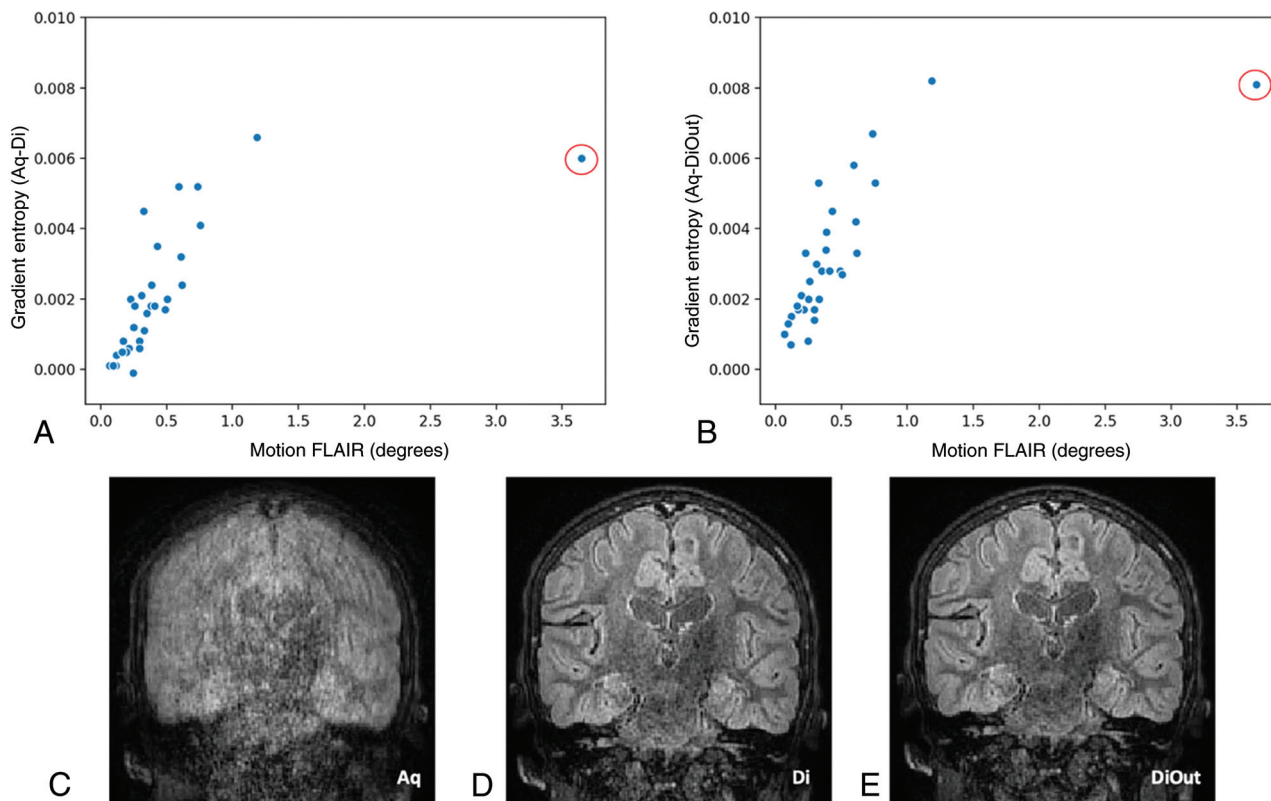 0.010
0.008
0.006
0.004
0.002
0.000
Gradient entropy (Aq-Di)
0.0 0.5 1.0 1.5 2.0 2.5 3.0 3.5
Motion FLAIR (degrees)
A
0.010
0.008
0.006
0.004
0.002
0.000
Gradient entropy (Aq-DiOut)
0.0 0.5 1.0 1.5 2.0 2.5 3.0 3.5
Motion FLAIR (degrees)
B
C
Aq
D
Di
E
DiOut